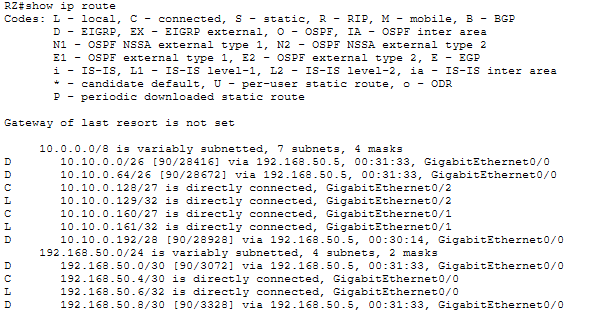 RZ#show ip route
Codes: L - local, C - connected, S - static, R - RIP, M - mobile, B - BGP
D - EIGRP, EX - EIGRP external, O - OSPF, IA - OSPF inter area
N1 - OSPF NSSA external type 1, N2 - OSPF NSSA external type 2
E1 - OSPF external type 1, E2 - OSPF external type 2, E - EGP
i - IS-IS, L1 - IS-IS level-1, L2 - IS-IS level-2, ia - IS-IS inter area
* - candidate default, U - per-user static route, o - ODR
P - periodic downloaded static route
Gateway of last resort is not set
10.0.0.0/8 is variably subnetted, 7 subnets, 4 masks
D 10.10.0.0/26 [90/28416] via 192.168.50.5, 00:31:33, GigabitEthernet0/0
D 10.10.0.64/26 [90/28672] via 192.168.50.5, 00:31:33, GigabitEthernet0/0
C 10.10.0.128/27 is directly connected, GigabitEthernet0/2
L 10.10.0.129/32 is directly connected, GigabitEthernet0/2
C 10.10.0.160/27 is directly connected, GigabitEthernet0/1
L 10.10.0.161/32 is directly connected, GigabitEthernet0/1
D 10.10.0.192/28 [90/28928] via 192.168.50.5, 00:30:14, GigabitEthernet0/0
192.168.50.0/24 is variably subnetted, 4 subnets, 2 masks
D 192.168.50.0/30 [90/3072] via 192.168.50.5, 00:31:33, GigabitEthernet0/0
C 192.168.50.4/30 is directly connected, GigabitEthernet0/0
L 192.168.50.6/32 is directly connected, GigabitEthernet0/0
D 192.168.50.8/30 [90/3328] via 192.168.50.5, 00:31:33, GigabitEthernet0/0